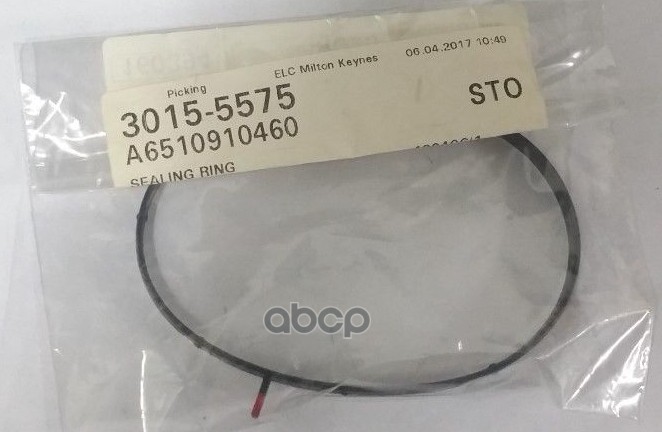 Picking ELC Milton Keynes 06.04.2017 10:49
3015-5575 STO
A6510910460
SEALING RING
abcp